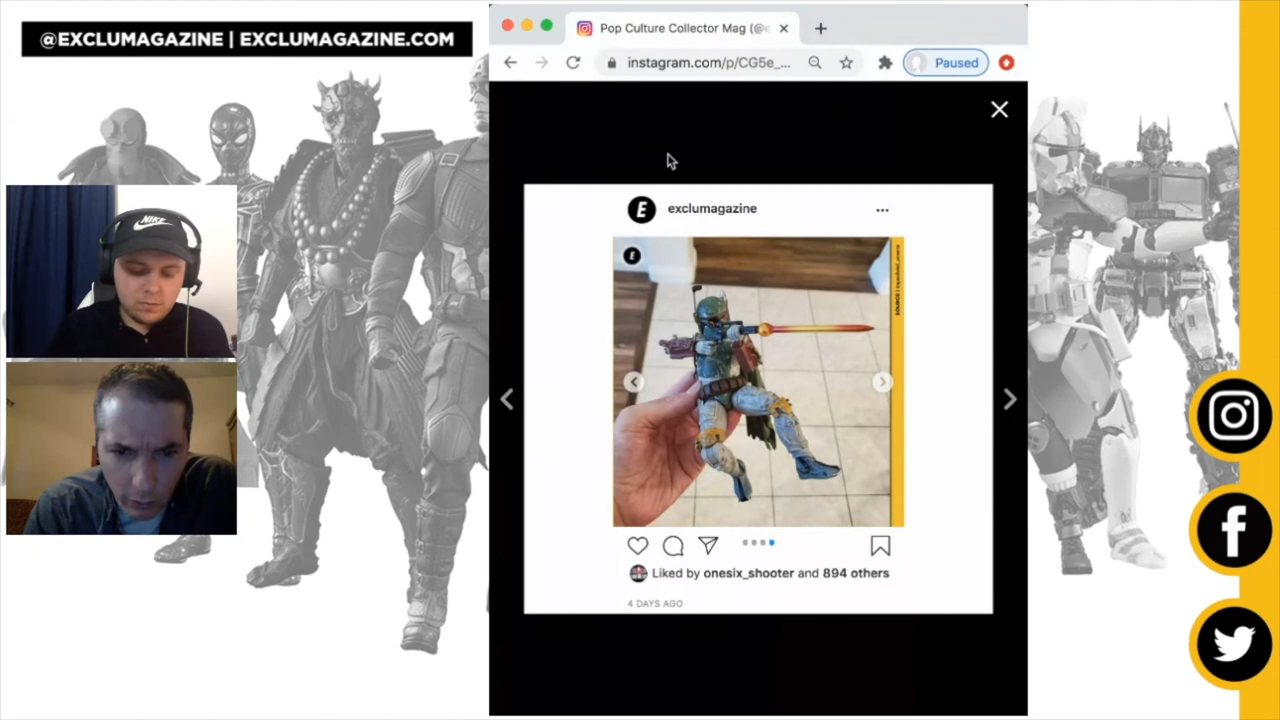 @EXCLUMAGAZINE | EXCLUMAGAZINE.COM
Pop Culture Collector Mag (@e
instagram.com/p/CG5e_...
Paused
NIKE
E exclumagazine
E
Liked by onesix_shooter and 894 others
4 DAYS AGO